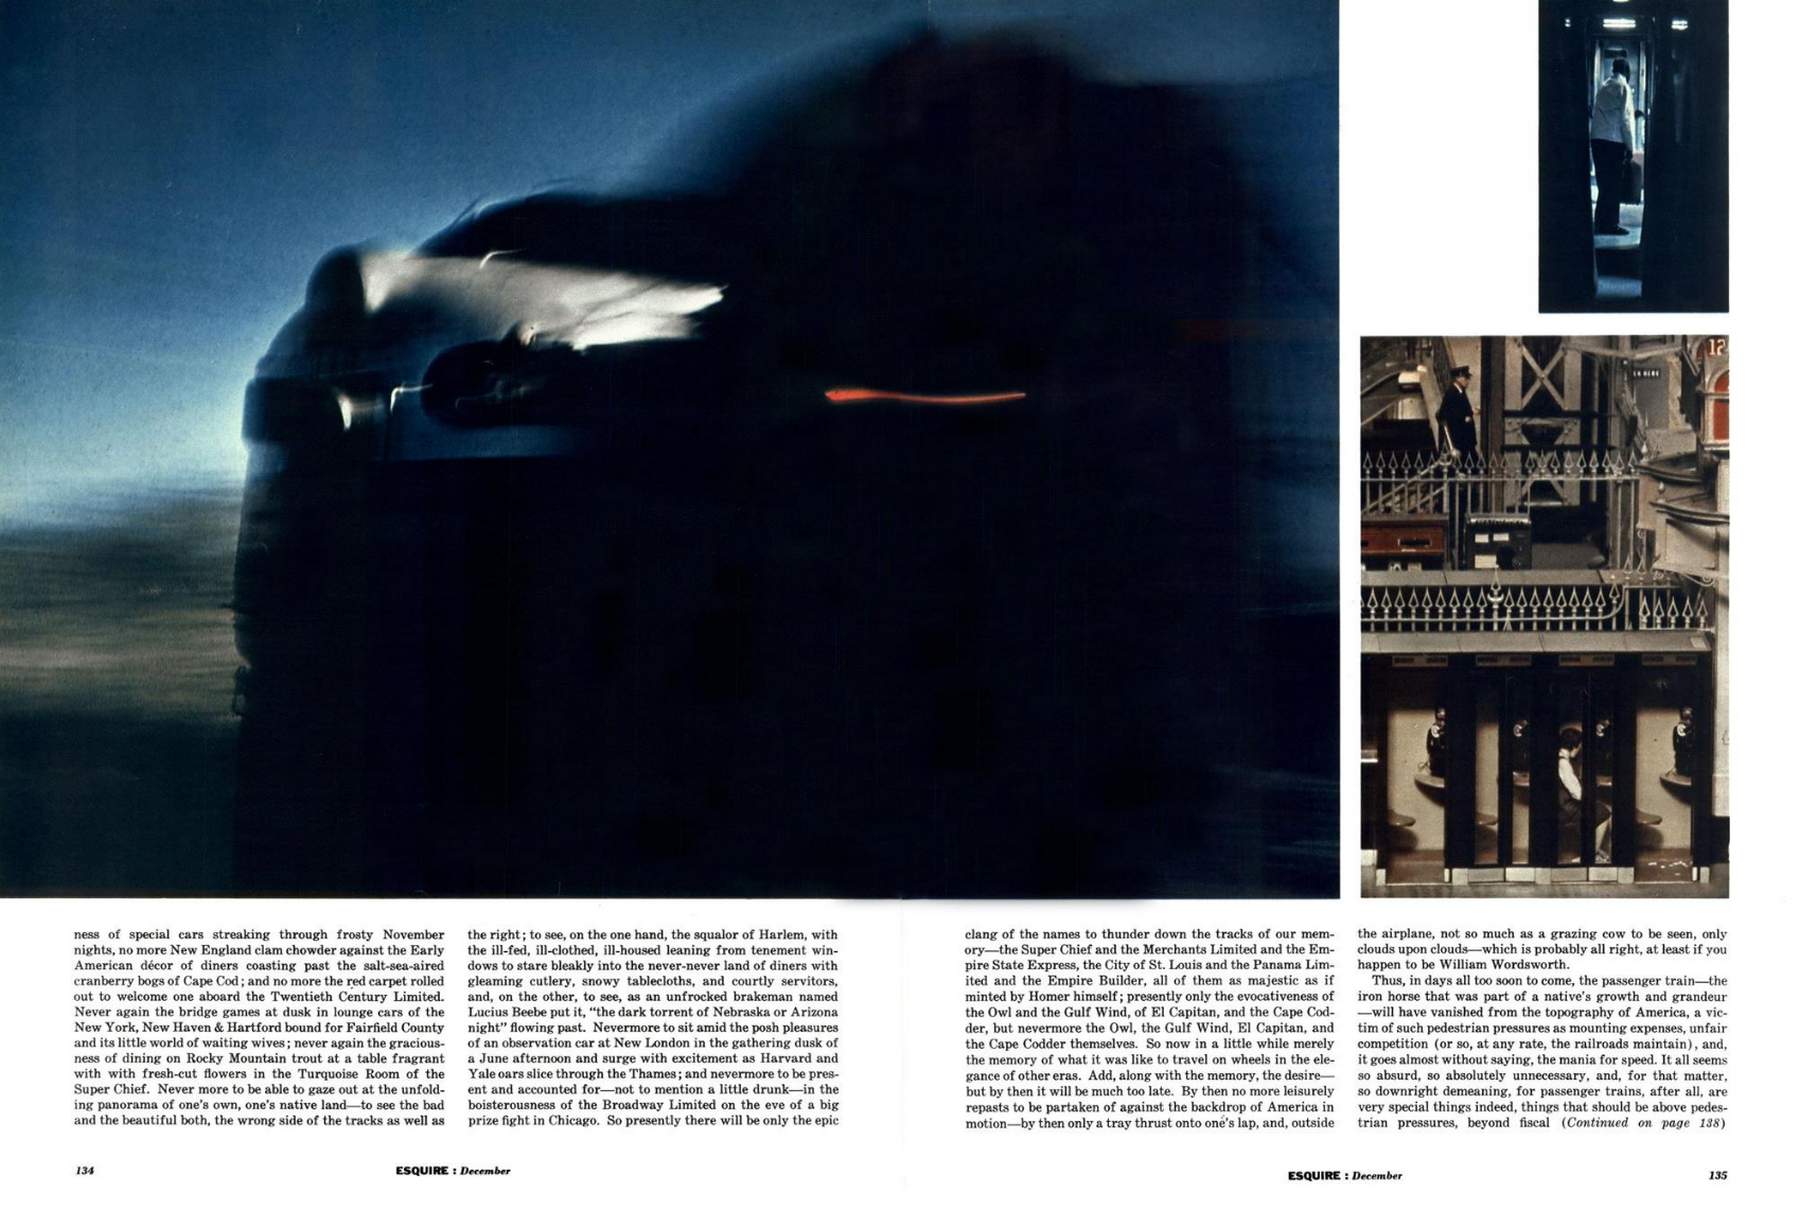 12
ness of special cars streaking through frosty November
nights, no more New England clam chowder against the Early
American décor of diners coasting past the salt-sea-aired
cranberry bogs of Cape Cod; and no more the red carpet rolled
out to welcome one aboard the Twentieth Century Limited.
Never again the bridge games at dusk in lounge cars of the
New York, New Haven & Hartford bound for Fairfield County
and its little world of waiting wives; never again the gracious-
ness of dining on Rocky Mountain trout at a table fragrant
with with fresh-cut flowers in the Turquoise Room of the
Super Chief. Never more to be able to gaze out at the unfold-
ing panorama of one's own, one's native land—to see the bad
and the beautiful both, the wrong side of the tracks as well as
the right; to see, on the one hand, the squalor of Harlem, with
the ill-fed, ill-clothed, ill-housed leaning from tenement win-
dows to stare bleakly into the never-never land of diners with
gleaming cutlery, snowy tablecloths, and courtly servitors,
and, on the other, to see, as an unfrocked brakeman named
Lucius Beebe put it, "the dark torrent of Nebraska or Arizona
night" flowing past. Nevermore to sit amid the posh pleasures
of an observation car at New London in the gathering dusk of
a June afternoon and surge with excitement as Harvard and
Yale oars slice through the Thames; and nevermore to be pres-
ent and accounted for—not to mention a little drunk—in the
boisterousness of the Broadway Limited on the eve of a big
prize fight in Chicago. So presently there will be only the epic
clang of the names to thunder down the tracks of our mem-
ory—the Super Chief and the Merchants Limited and the Em-
pire State Express, the City of St. Louis and the Panama Lim-
ited and the Empire Builder, all of them as majestic as if
minted by Homer himself; presently only the evocativeness of
the Owl and the Gulf Wind, of El Capitan, and the Cape Cod-
der, but nevermore the Owl, the Gulf Wind, El Capitan, and
the Cape Codder themselves. So now in a little while merely
the memory of what it was like to travel on wheels in the ele-
gance of other eras. Add, along with the memory, the desire—
but by then it will be much too late. By then no more leisurely
repasts to be partaken of against the backdrop of America in
motion—by then only a tray thrust onto one's lap, and, outside
the airplane, not so much as a grazing cow to be seen, only
clouds upon clouds—which is probably all right, at least if you
happen to be William Wordsworth.
Thus, in days all too soon to come, the passenger train—the
iron horse that was part of a native's growth and grandeur
—will have vanished from the topography of America, a vic-
tim of such pedestrian pressures as mounting expenses, unfair
competition (or so, at any rate, the railroads maintain), and,
it goes almost without saying, the mania for speed. It all seems
so absurd, so absolutely unnecessary, and, for that matter,
so downright demeaning, for passenger trains, after all, are
very special things indeed, things that should be above pedes-
trian pressures, beyond fiscal (Continued on page 138)
134
ESQUIRE : December
ESQUIRE : December
135